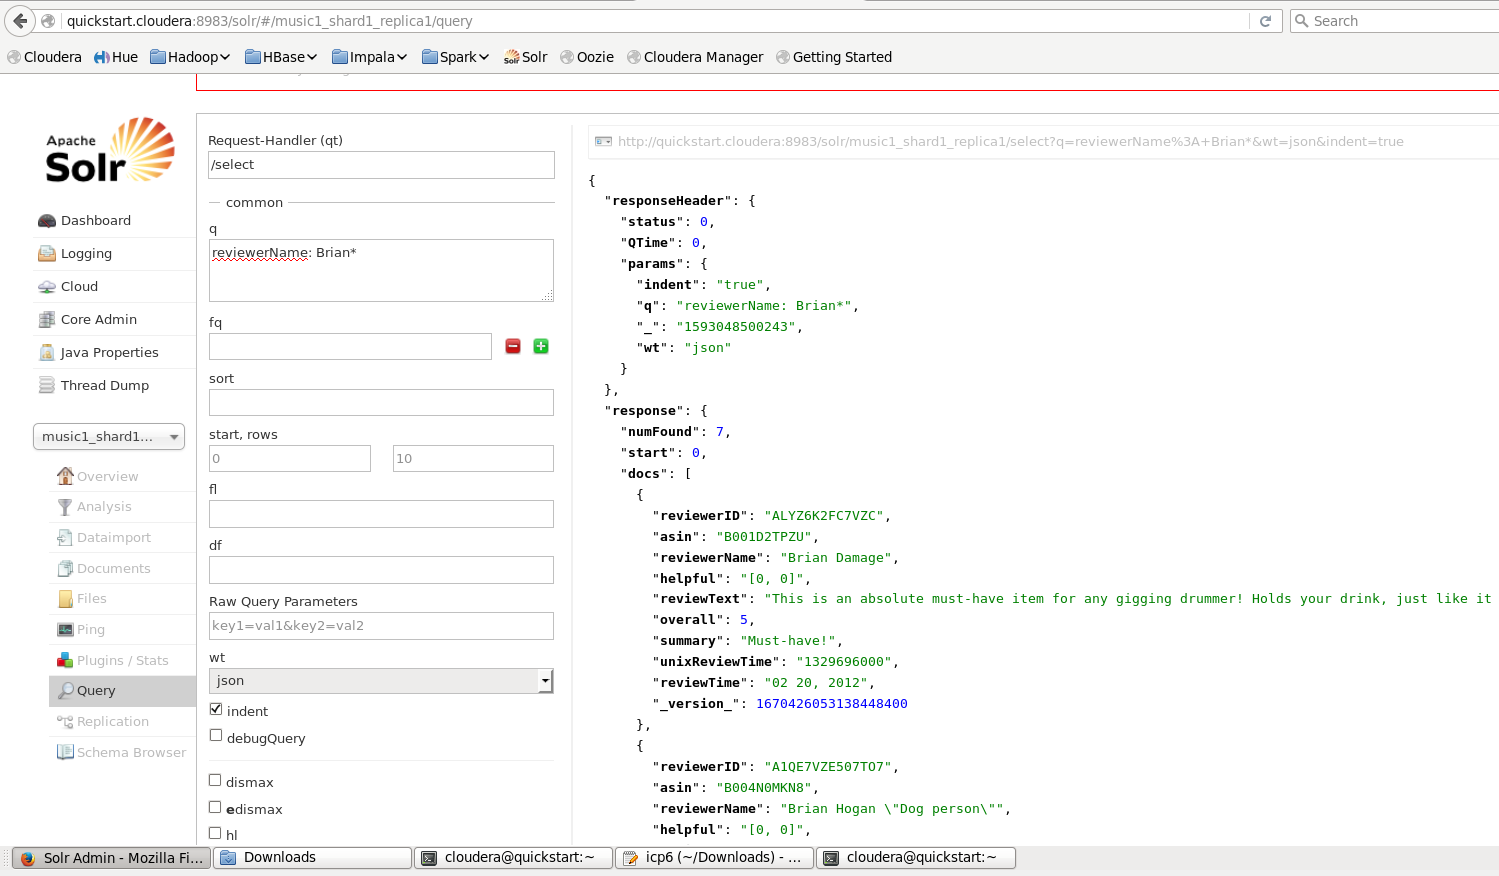 quickstart.cloudera:8983/solr/#/music1_shard1_replica1/query
Search
Cloudera Hue Hadoop HBase Impala Spark Solr Oozie Cloudera Manager Getting Started
Apache
Solr
Dashboard
Logging
Cloud
Core Admin
Java Properties
Thread Dump
music1_shard1...
Overview
Analysis
Dataimport
Documents
Files
Ping
Plugins / Stats
Query
Replication
Schema Browser
Request-Handler (qt)
/select
common
q
reviewerName: Brian*
fq
sort
start, rows
0 10
fl
df
Raw Query Parameters
key1=val1&key2=val2
wt
json
indent
debugQuery
dismax
edismax
hl
http://quickstart.cloudera:8983/solr/music1_shard1_replica1/select?q=reviewerName%3A+Brian*&wt=json&indent=true
{
"responseHeader": {
"status": 0,
"QTime": 0,
"params": {
"indent": "true",
"q": "reviewerName: Brian*",
"_": "1593048500243",
"wt": "json"
}
},
"response": {
"numFound": 7,
"start": 0,
"docs": [
{
"reviewerID": "ALYZ6K2FC7VZC",
"asin": "B001D2TPZU",
"reviewerName": "Brian Damage",
"helpful": "[0, 0]",
"reviewText": "This is an absolute must-have item for any gigging drummer! Holds your drink, just like it
"overall": 5,
"summary": "Must-have!",
"unixReviewTime": "1329696000",
"reviewTime": "02 20, 2012",
"_version_": 1670426053138448400
},
{
"reviewerID": "A1QE7VZE507TO7",
"asin": "B004N0MKN8",
"reviewerName": "Brian Hogan \"Dog person\"",
"helpful": "[0, 0]",
Solr Admin - Mozilla Fi... Downloads cloudera@quickstart:~ icp6 (~/Downloads) - ... cloudera@quickstart:~